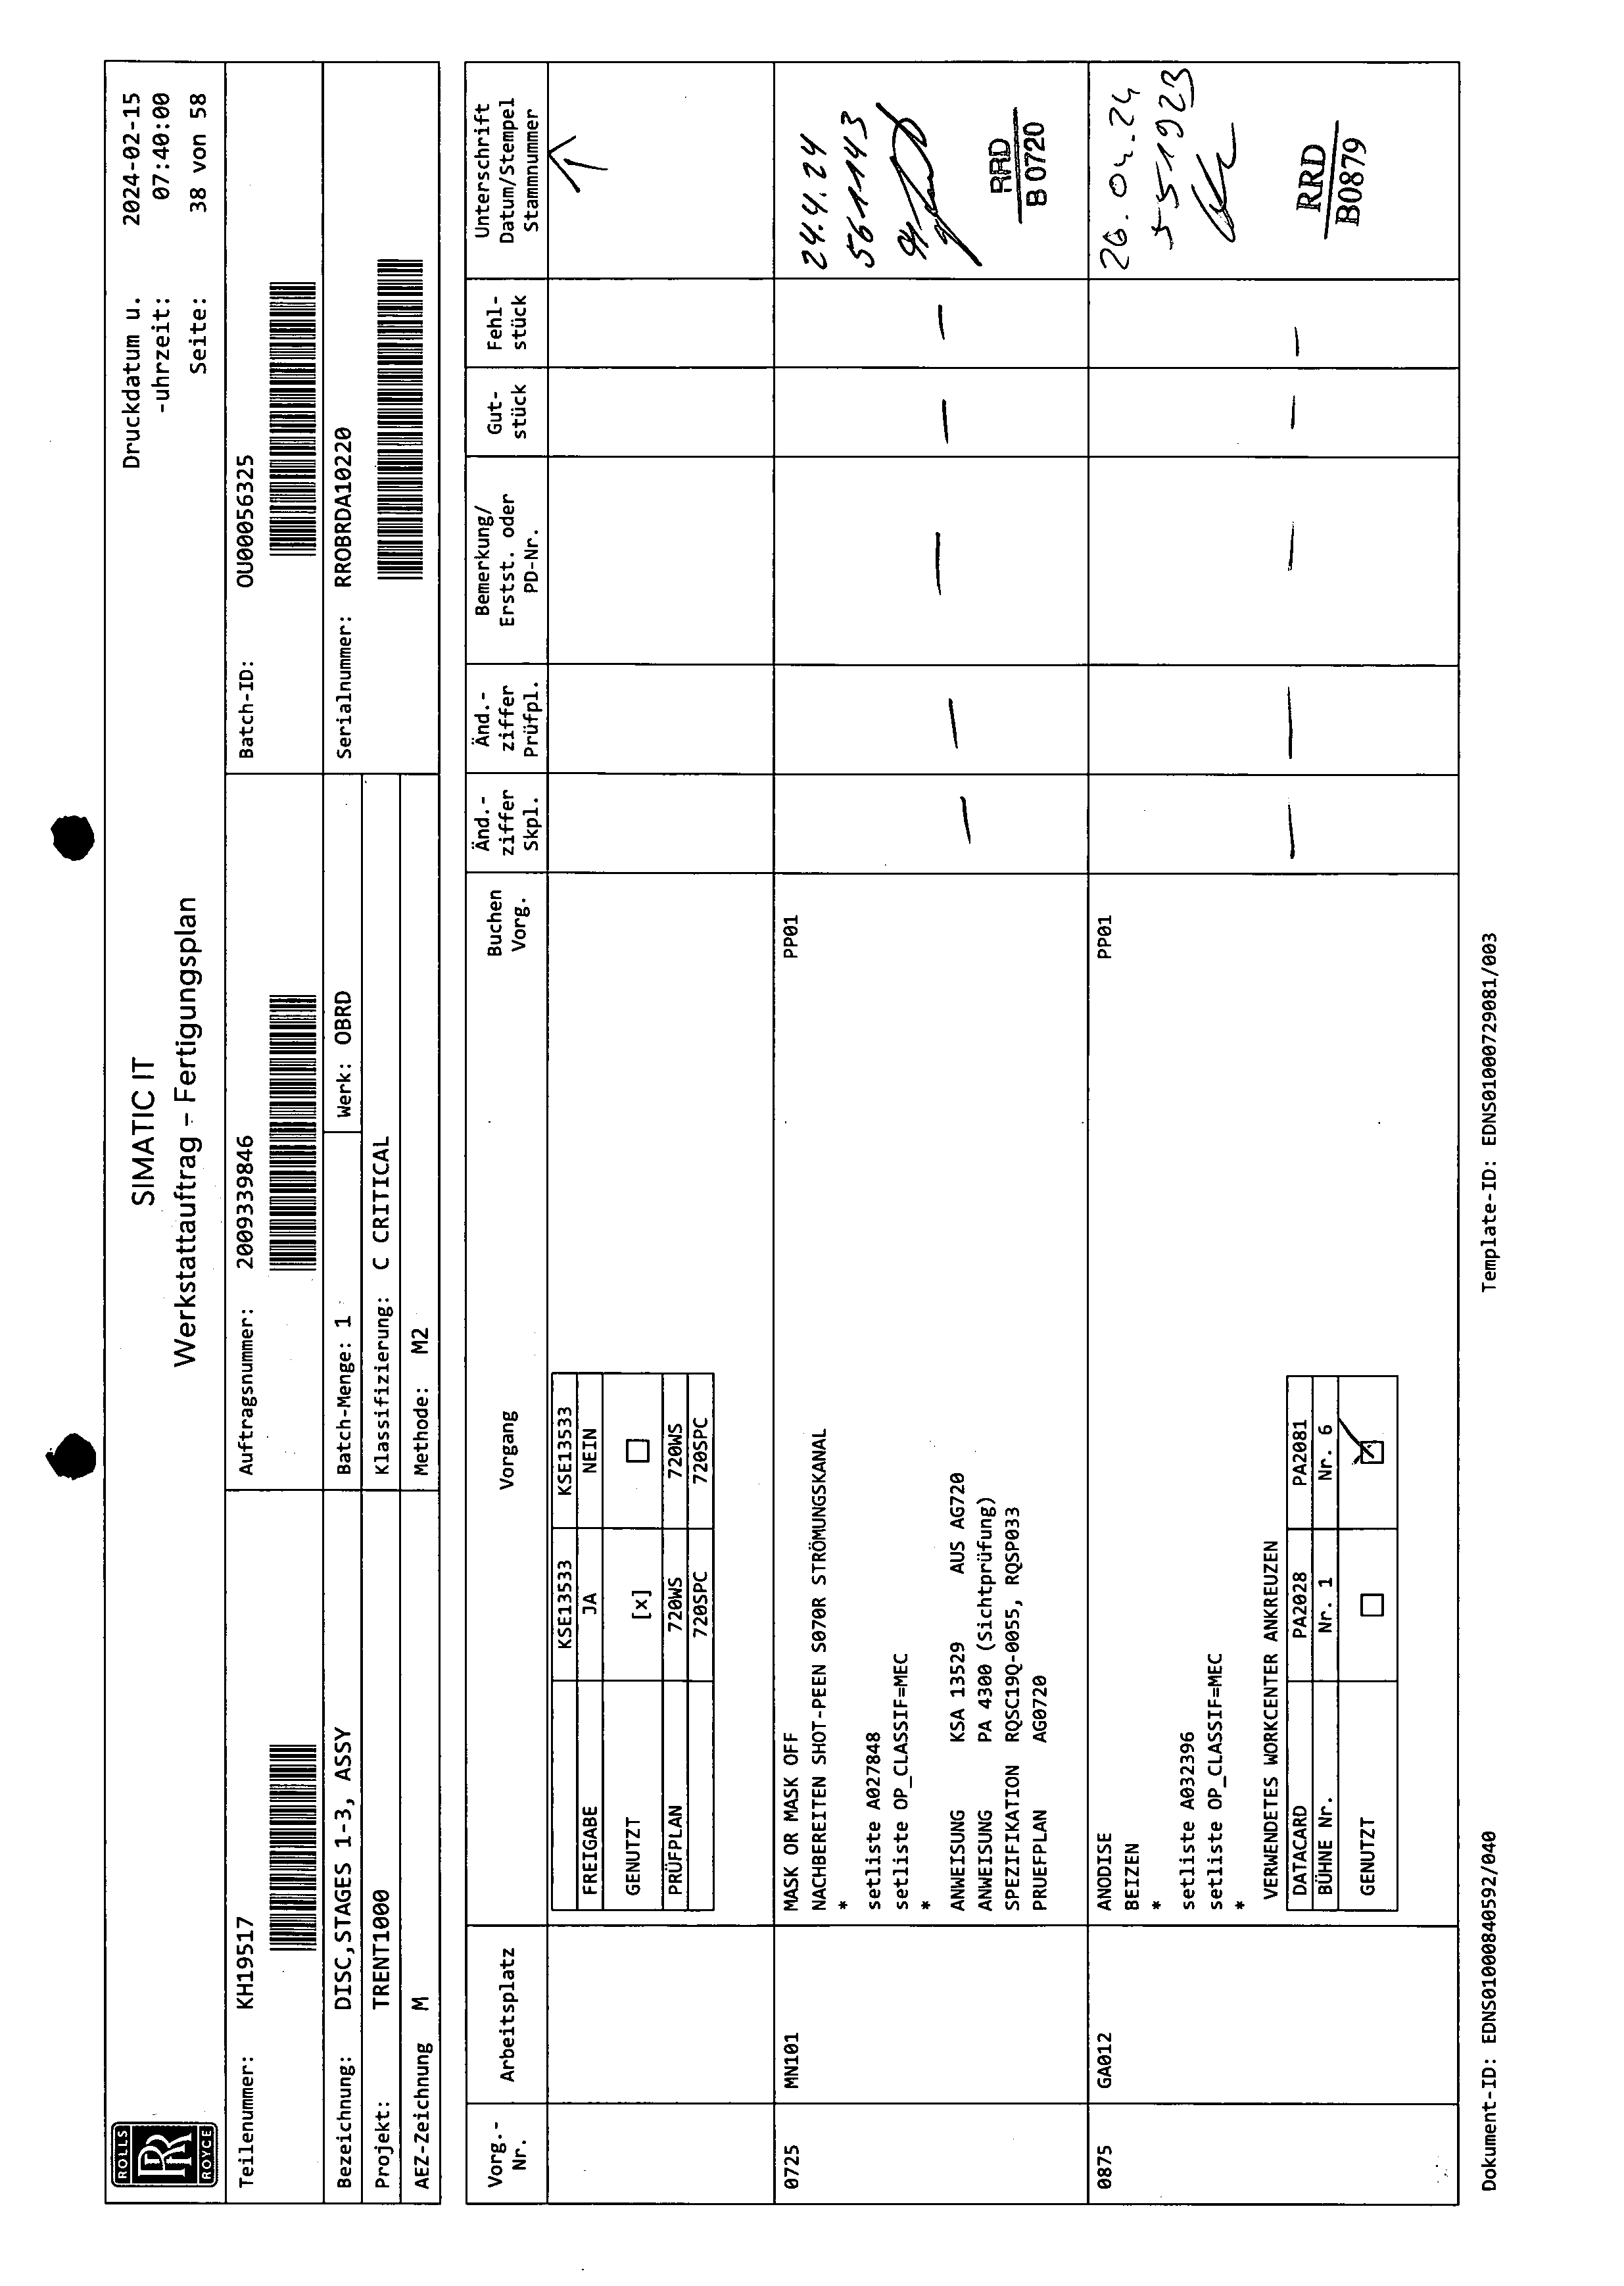 ROLLS
RR
ROYCE
SIMATIC IT
Werkstattauftrag – Fertigungsplan
Druckdatum u. 2024-02-15
-uhrzeit: 07:40:00
Seite: 38 von 58
Teilenummer: KH19517
Auftragsnummer: 2009339846
Batch-ID: OU00056325
Bezeichnung: DISC,STAGES 1-3, ASSY
Batch-Menge: 1
Werk: OBRD
Serialnummer: RROBRDA10220
Projekt: TRENT1000
Klassifizierung: C CRITICAL
AEZ-Zeichnung M
Methode: M2
Vorg.-
Nr.
Arbeitsplatz
Vorgang
Buchen
Vorg.
Änd.-
ziffer
Skpl.
Änd.-
ziffer
Prüfpl.
Bemerkung/
Erstst. oder
PD-Nr.
Gut-
stück
Fehl-
stück
Unterschrift
Datum/Stempel
Stammnummer
KSE13533 KSE13533
FREIGABE JA NEIN
GENUTZT [x] ☐
PRÜFPLAN 720WS 720WS
720SPC 720SPC
0725 MN101 MASK OR MASK OFF PP01
NACHBEREITEN SHOT-PEEN S070R STRÖMUNGSKANAL
*
setliste A027848
setliste OP_CLASSIF=MEC
*
ANWEISUNG KSA 13529 AUS AG720
ANWEISUNG PA 4300 (Sichtprüfung)
SPEZIFIKATION RQSC19Q-0055, RQSP033
PRUEFPLAN AG0720
24.4.24
561143
RRD
B 0720
0875 GA012 ANODISE PP01
BEIZEN
*
setliste A032396
setliste OP_CLASSIF=MEC
*
VERWENDETES WORKCENTER ANKREUZEN
DATACARD PA2028 PA2081
BÜHNE Nr. Nr. 1 Nr. 6
GENUTZT ☐ ☑
26.04.24
551923
RRD
B0879
Dokument-ID: EDNS01000840592/040
Template-ID: EDNS01000729081/003